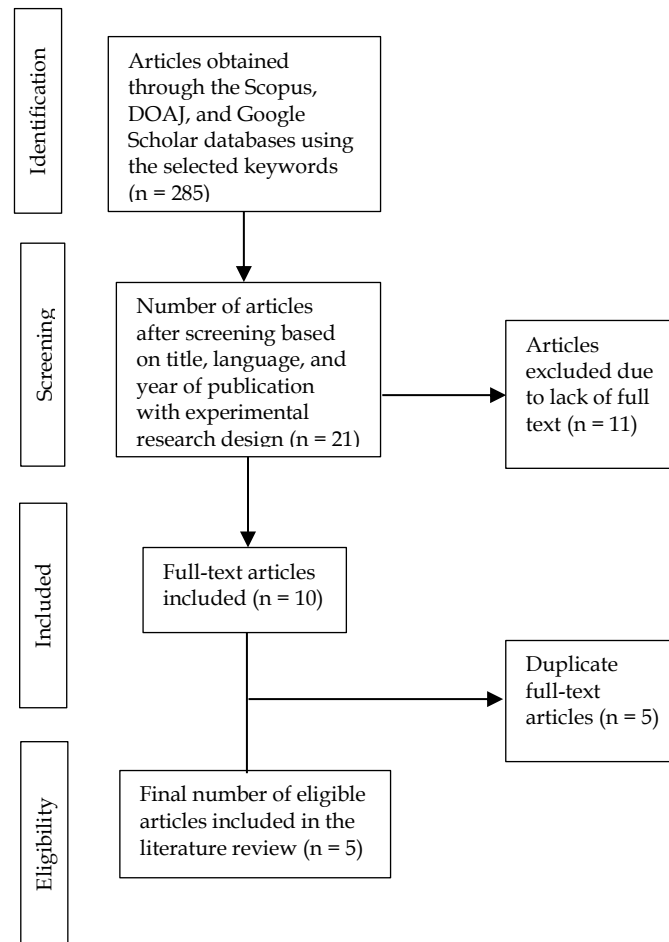 Identification
Articles obtained
through the Scopus,
DOAJ, and Google
Scholar databases using
the selected keywords
(n = 285)
Screening
Number of articles
after screening based
on title, language, and
year of publication
with experimental
research design (n = 21)
Articles
excluded due
to lack of full
text (n = 11)
Included
Full-text articles
included (n = 10)
Duplicate
full-text
articles (n = 5)
Eligibility
Final number of eligible
articles included in the
literature review (n = 5)